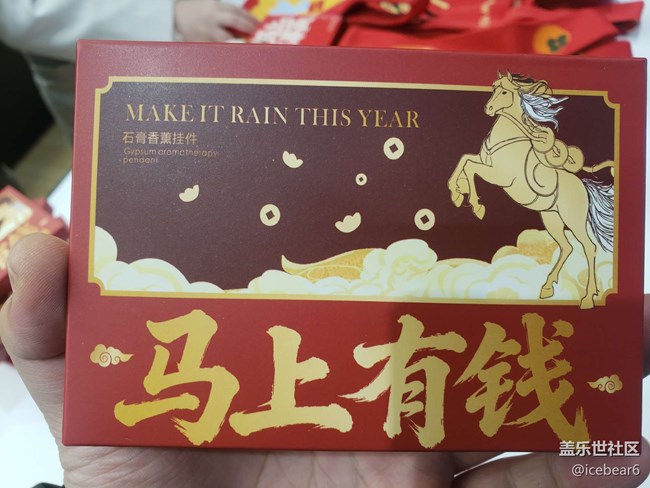 MAKE IT RAIN THIS YEAR
石膏香薰挂件
Gypsum aromatherapy
pendant
马上有钱
盖乐世社区
@icebear6